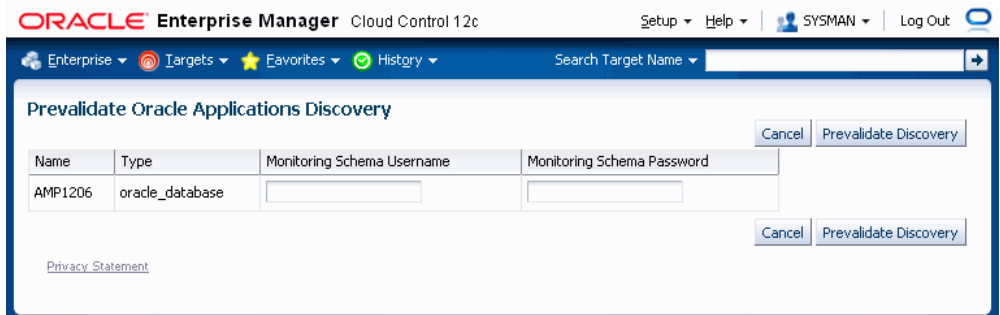 ORACLE Enterprise Manager Cloud Control 12c Setup Help SYSMAN Log Out
Enterprise Targets Favorites History Search Target Name
Prevalidate Oracle Applications Discovery
Cancel Prevalidate Discovery
Name Type Monitoring Schema Username Monitoring Schema Password
AMP1206 oracle_database
Cancel Prevalidate Discovery
Privacy Statement